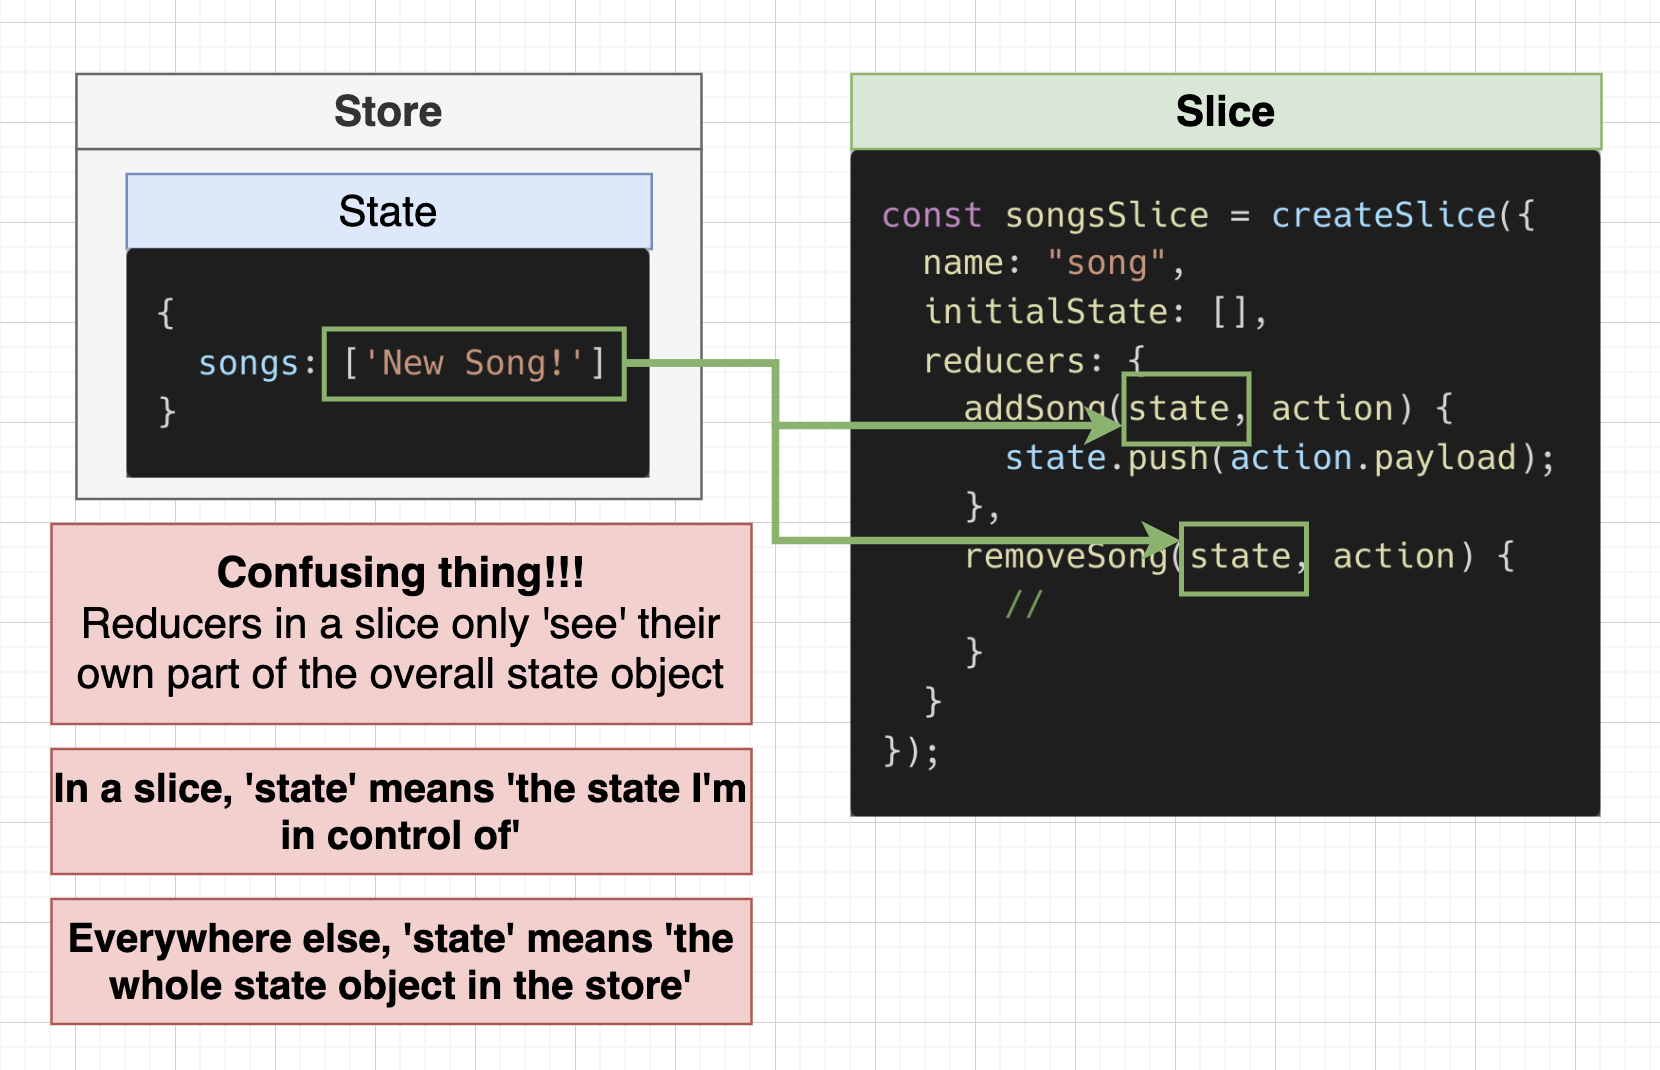 Store
State
{
songs: ['New Song!']
}
Confusing thing!!!
Reducers in a slice only 'see' their
own part of the overall state object
In a slice, 'state' means 'the state I'm
in control of'
Everywhere else, 'state' means 'the
whole state object in the store'
Slice
const songsSlice = createSlice({
name: "song",
initialState: [],
reducers: {
addSong(state, action) {
state.push(action.payload);
},
removeSong(state, action) {
//
}
}
});